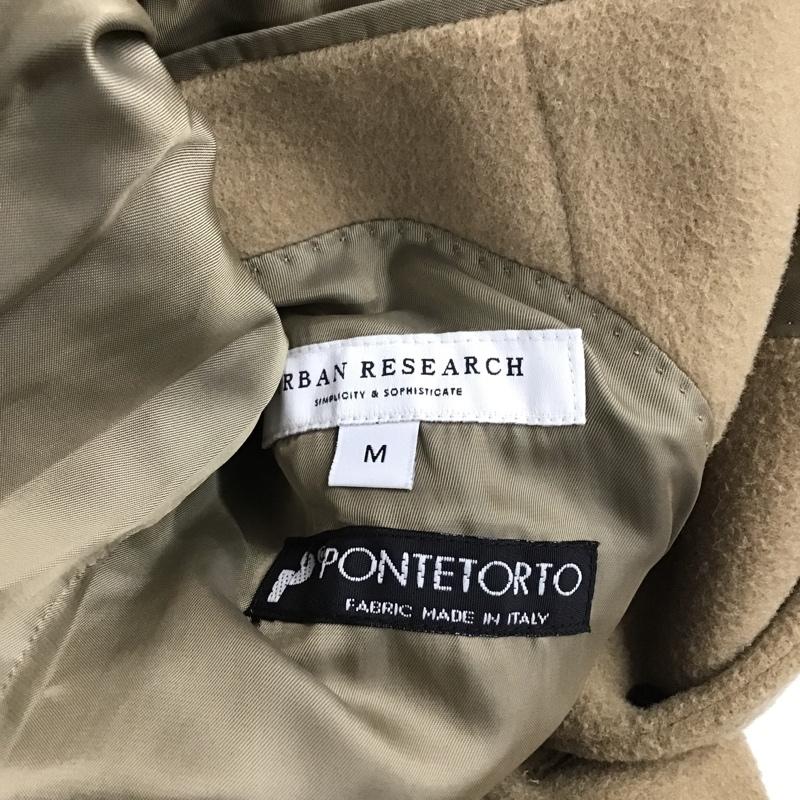 RBAN RESEARCH
SIMPLICITY & SOPHISTICATE
M
PONTETORTO
FABRIC MADE IN ITALY